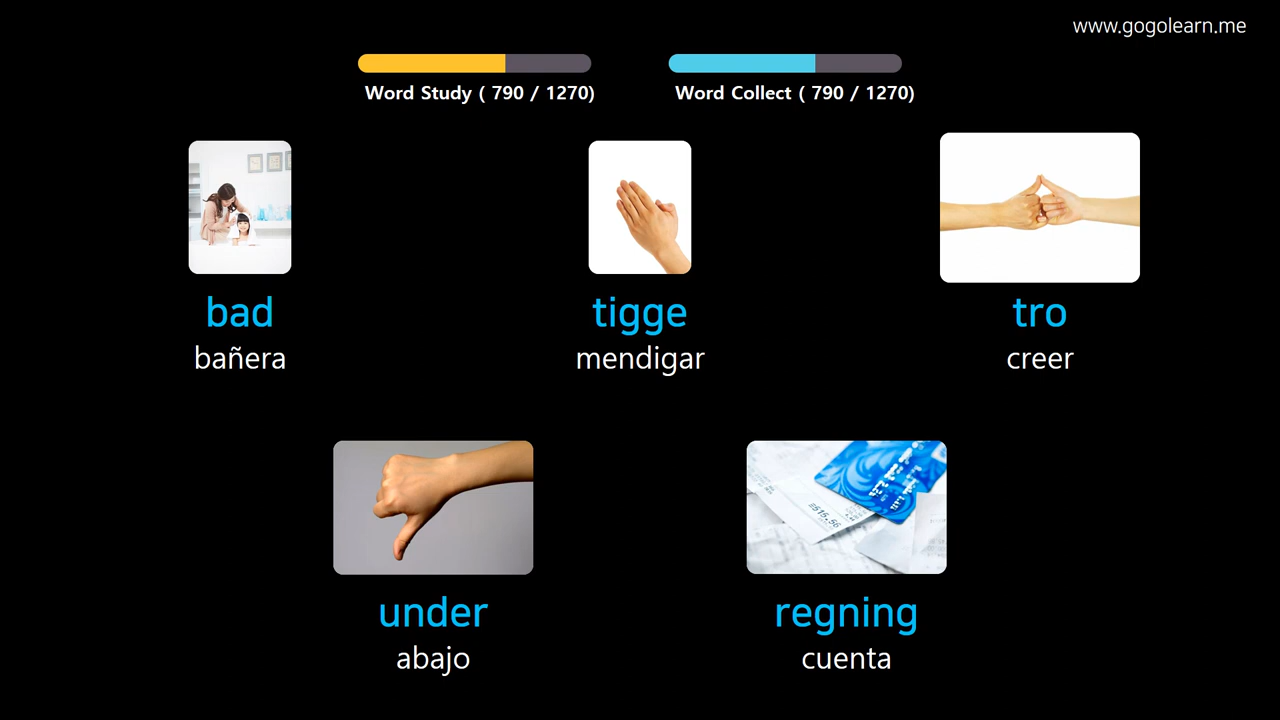 www.gogolearn.me
Word Study ( 790 / 1270)
Word Collect ( 790 / 1270)
bad
bañera
tigge
mendigar
tro
creer
under
abajo
regning
cuenta